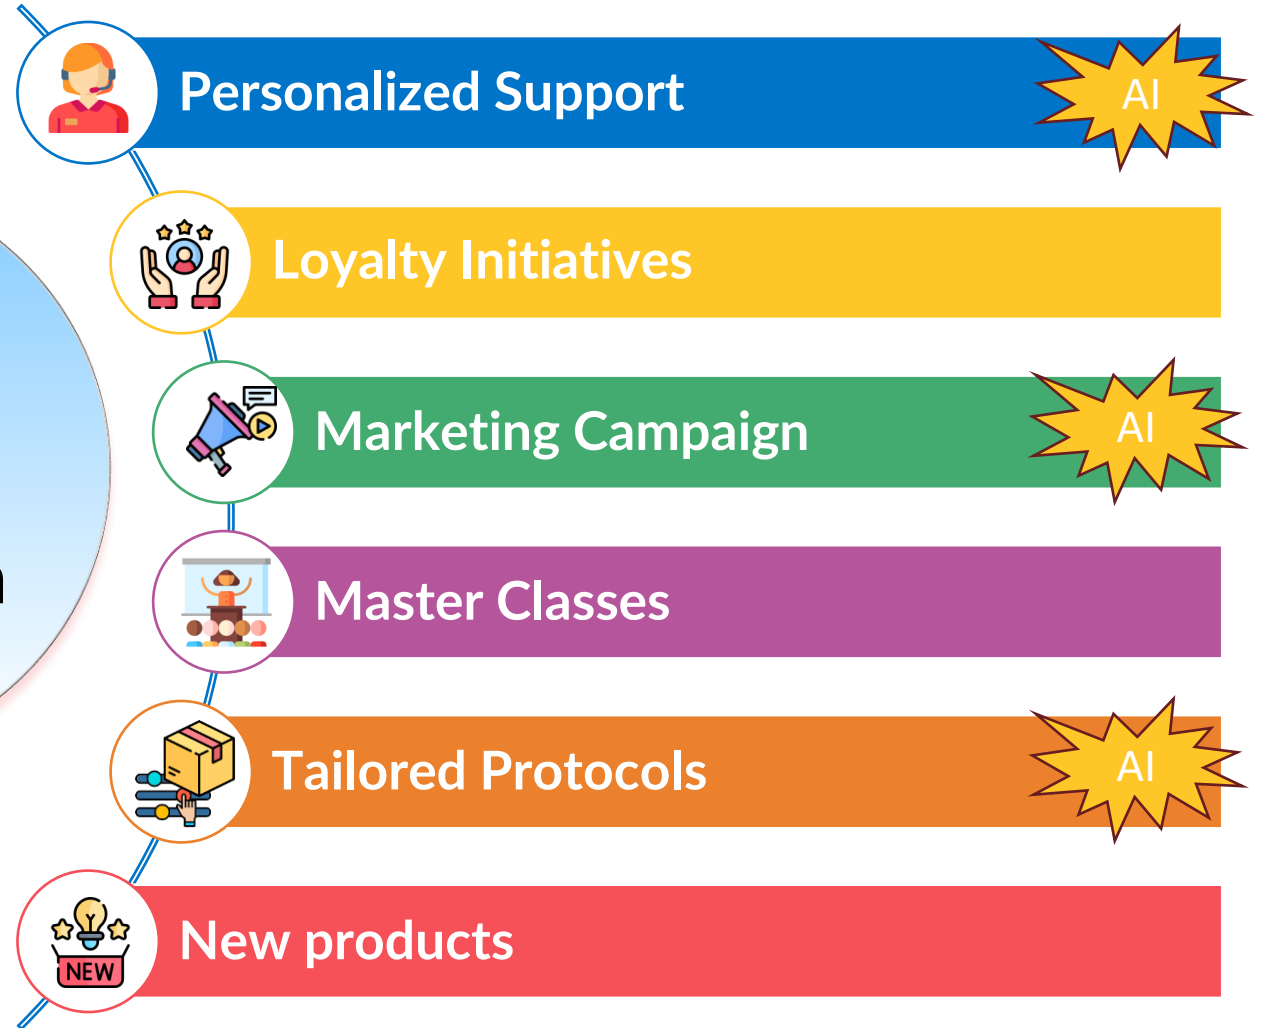 Personalized Support
AI
Loyalty Initiatives
Marketing Campaign
AI
Master Classes
Tailored Protocols
AI
New products
NEW